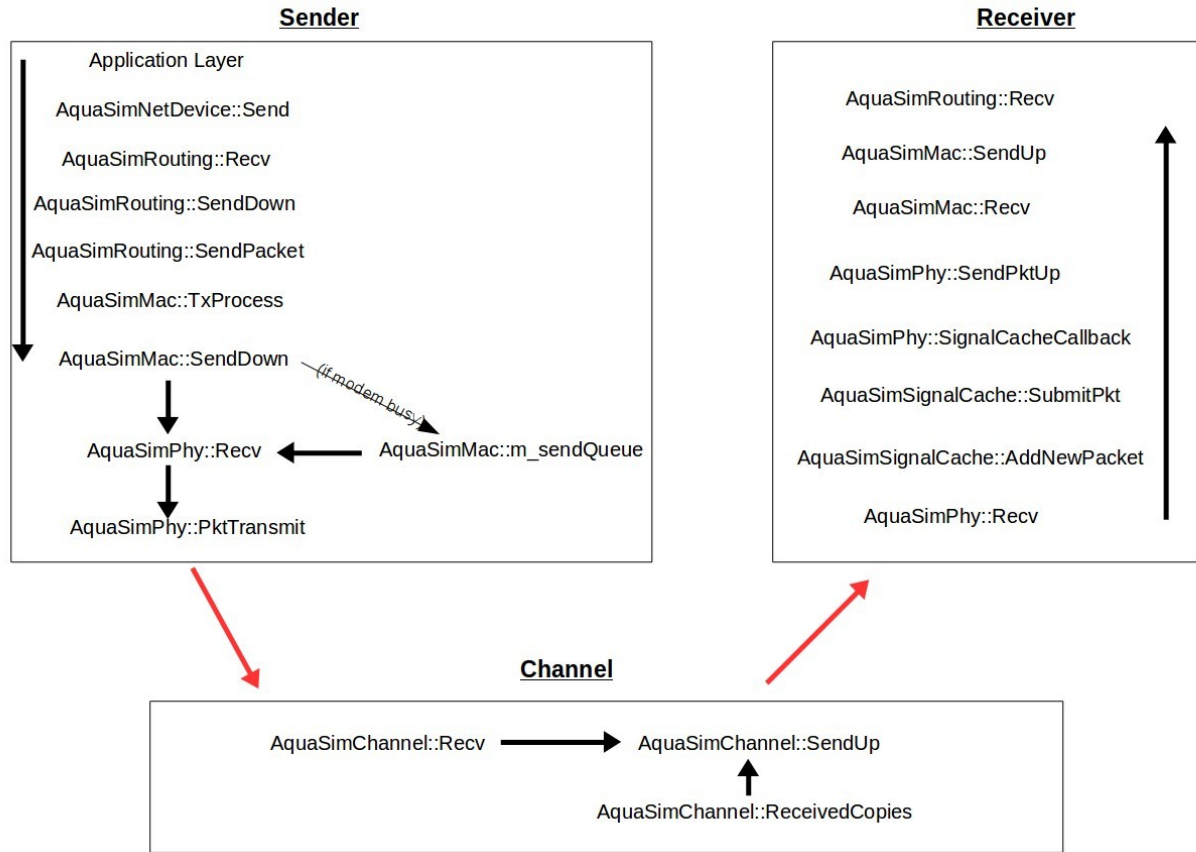 Sender
Application Layer
AquaSimNetDevice::Send
AquaSimRouting::Recv
AquaSimRouting::SendDown
AquaSimRouting::SendPacket
AquaSimMac::TxProcess
AquaSimMac::SendDown
(if modem busy)
AquaSimPhy::Recv
AquaSimMac::m_sendQueue
AquaSimPhy::PktTransmit
Receiver
AquaSimRouting::Recv
AquaSimMac::SendUp
AquaSimMac::Recv
AquaSimPhy::SendPktUp
AquaSimPhy::SignalCacheCallback
AquaSimSignalCache::SubmitPkt
AquaSimSignalCache::AddNewPacket
AquaSimPhy::Recv
Channel
AquaSimChannel::Recv
AquaSimChannel::SendUp
AquaSimChannel::ReceivedCopies